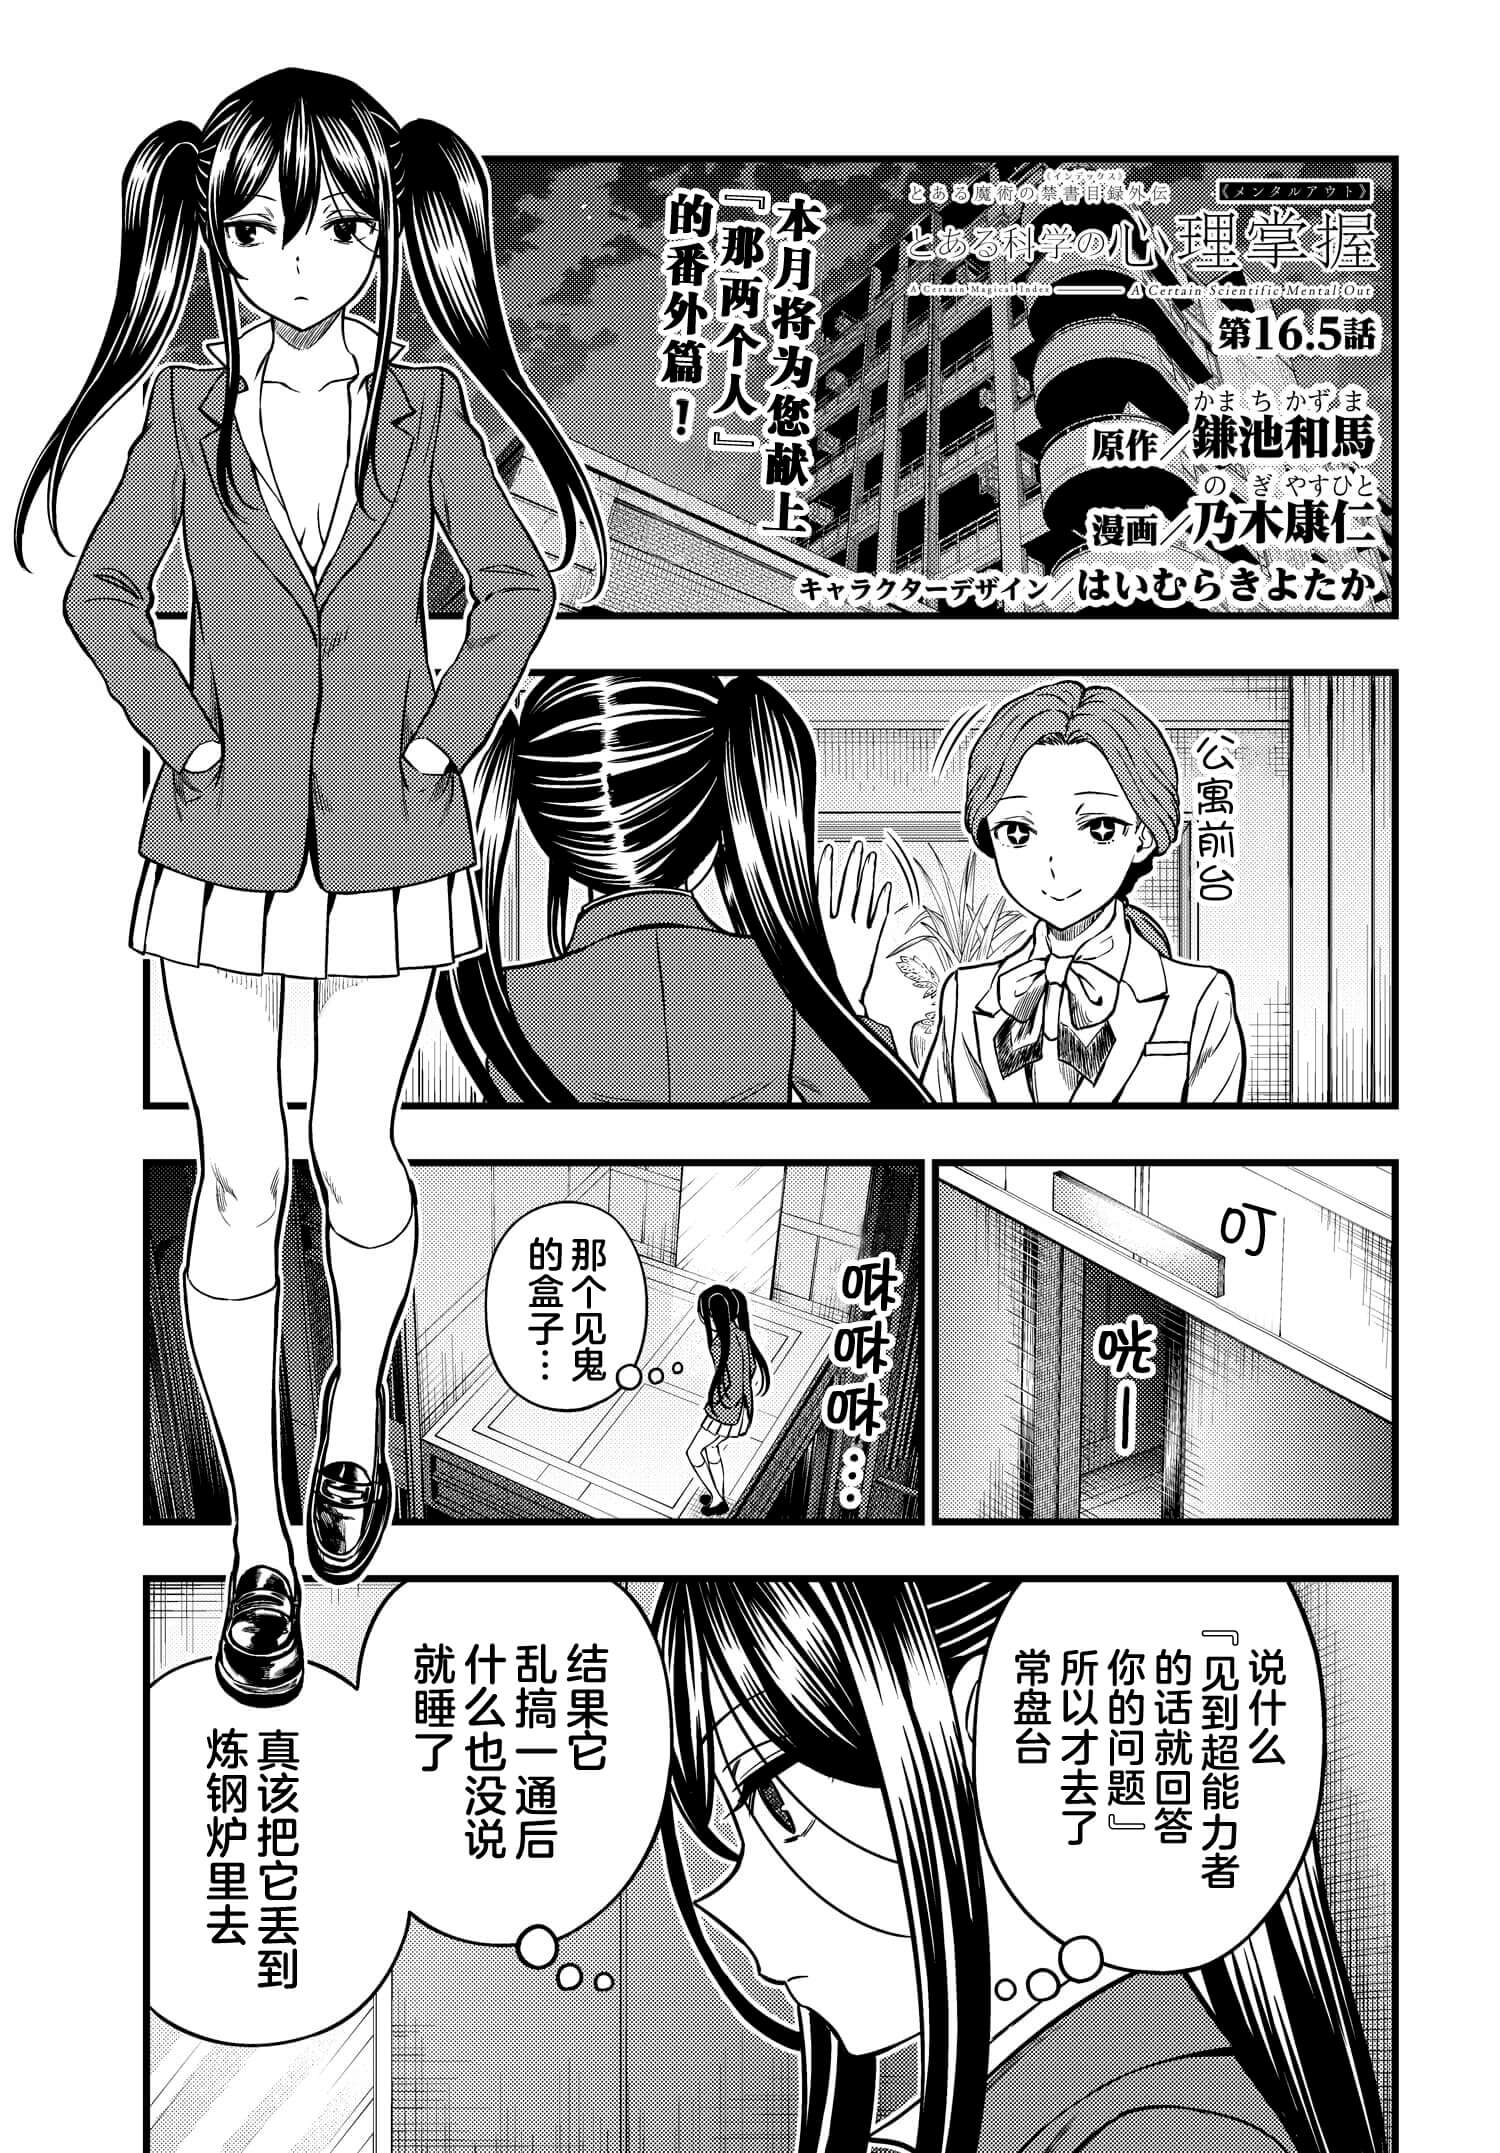 《インデックス》
とある魔術の禁書目録外伝
《メンタルアウト》
とある科学の心理掌握
A Certain Magical Index
A Certain Scientific Mental Out
第16.5話
かまちかずま
原作／鎌池和馬
のぎやすひと
漫画／乃木康仁
キャラクターデザイン／はいむらきよたか
本月将为您献上
『那两个人』
的番外篇！
公寓前台
叮
咣—
咻咻咻…
那个见鬼
的盒子…
说什么
『见到超能力者
的话就回答
你的问题』
所以才去了
常盘台
结果它
乱搞一通后
什么也没说
就睡了
真该把它丢到
炼钢炉里去